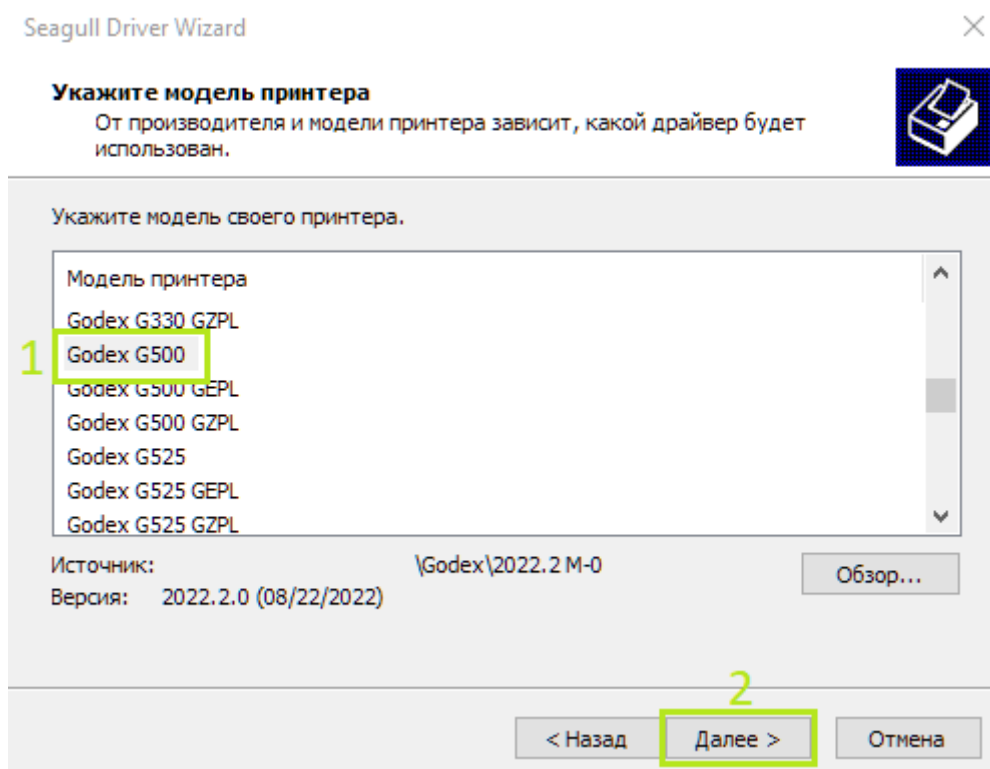 Seagull Driver Wizard
Укажите модель принтера
От производителя и модели принтера зависит, какой драйвер будет
использован.
Укажите модель своего принтера.
Модель принтера
Godex G330 GZPL
1
Godex G500
Godex G500 GEPL
Godex G500 GZPL
Godex G525
Godex G525 GEPL
Godex G525 GZPL
Источник: \Godex\2022.2 M-0
Обзор...
Версия: 2022.2.0 (08/22/2022)
2
< Назад Далее > Отмена